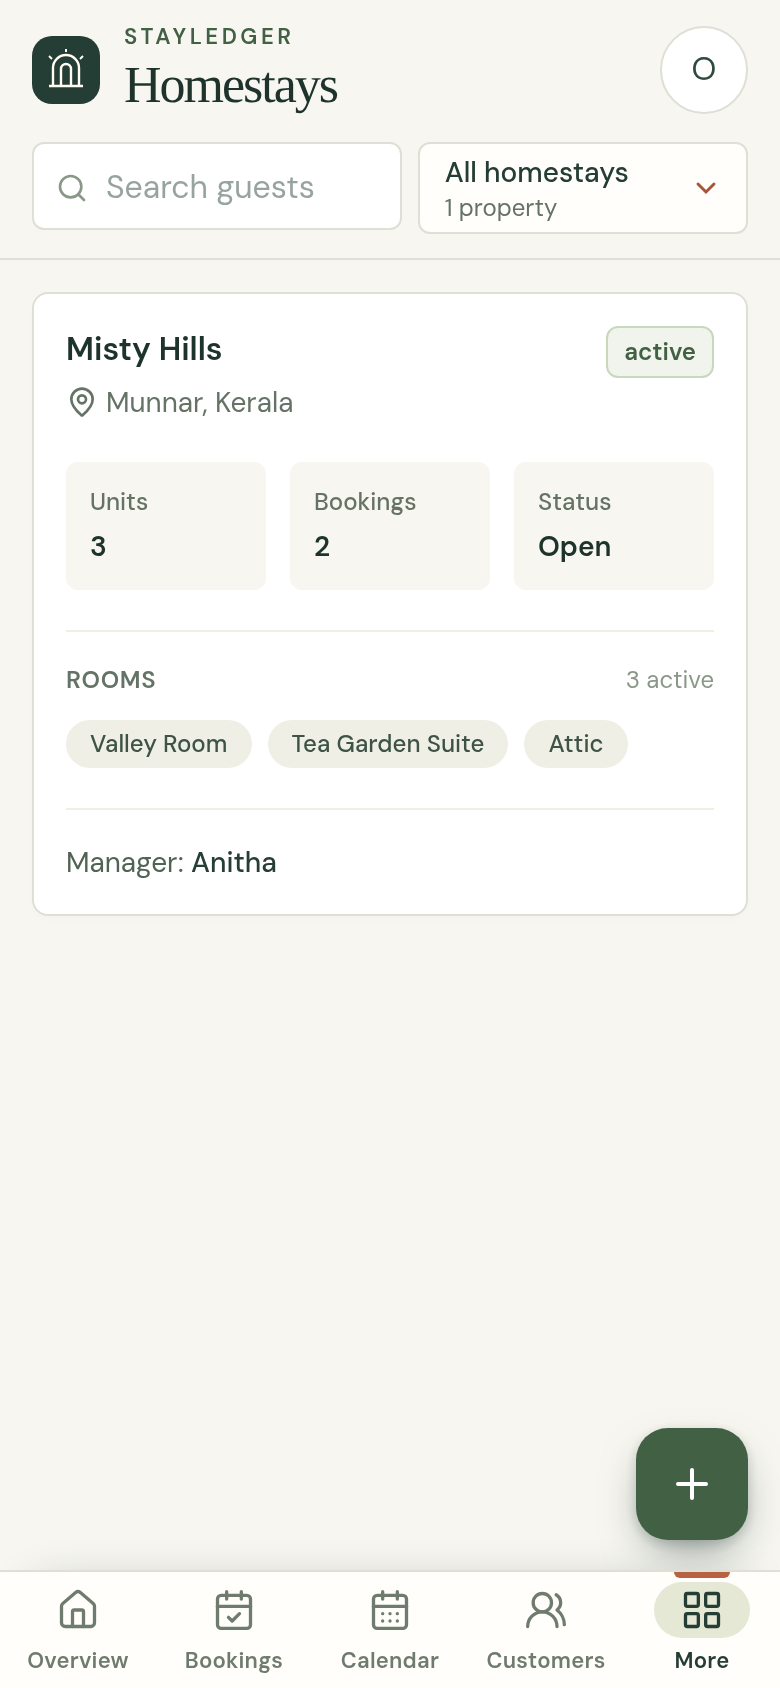 STAYLEDGER
Homestays
O
Search guests
All homestays
1 property
Misty Hills
active
Munnar, Kerala
Units
3
Bookings
2
Status
Open
ROOMS
3 active
Valley Room
Tea Garden Suite
Attic
Manager: Anitha
Overview
Bookings
Calendar
Customers
More